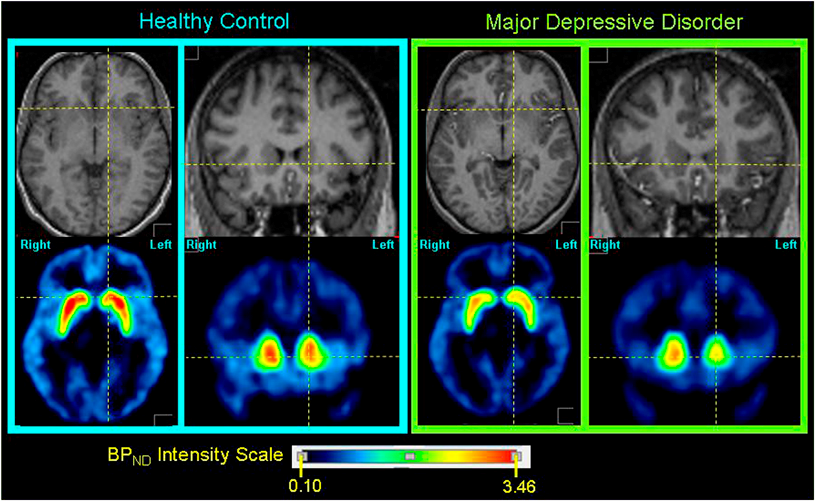 Healthy Control
Major Depressive Disorder
Right
Left
Right
Left
Right
Left
Right
Left
BPND Intensity Scale
0.10
3.46